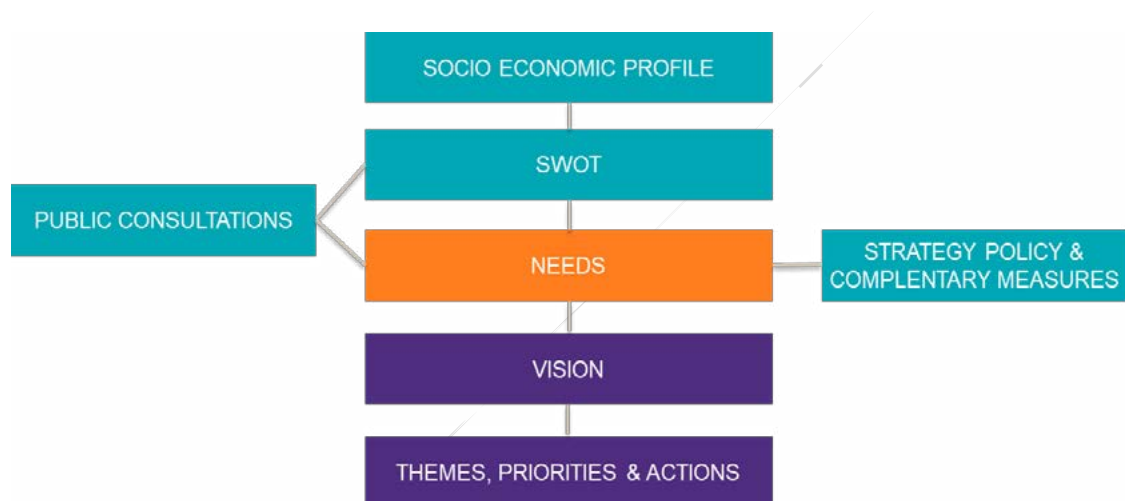 SOCIO ECONOMIC PROFILE
SWOT
PUBLIC CONSULTATIONS
NEEDS
STRATEGY POLICY &
COMPLENTARY MEASURES
VISION
THEMES, PRIORITIES & ACTIONS